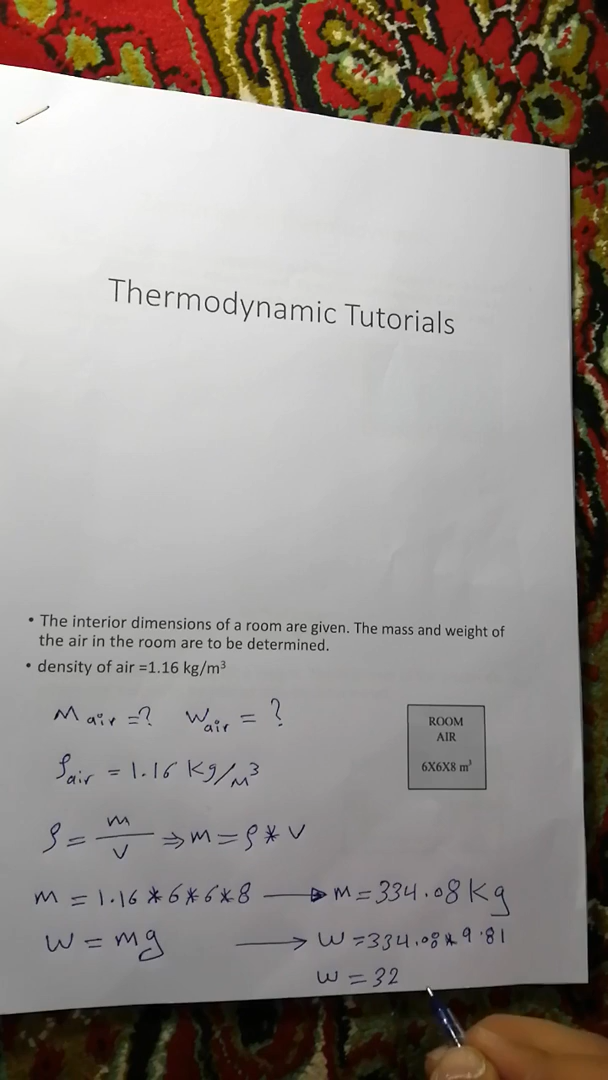 Thermodynamic Tutorials
• The interior dimensions of a room are given. The mass and weight of
the air in the room are to be determined.
• density of air =1.16 kg/m³
m air =? W air = ?
ρ air = 1.16 Kg/m³
ROOM
AIR
6X6X8 m³
ρ = m/v ⇒ m = ρ * v
m = 1.16 * 6 * 6 * 8 → m = 334.08 Kg
W = mg → W = 334.08 * 9.81
W = 32